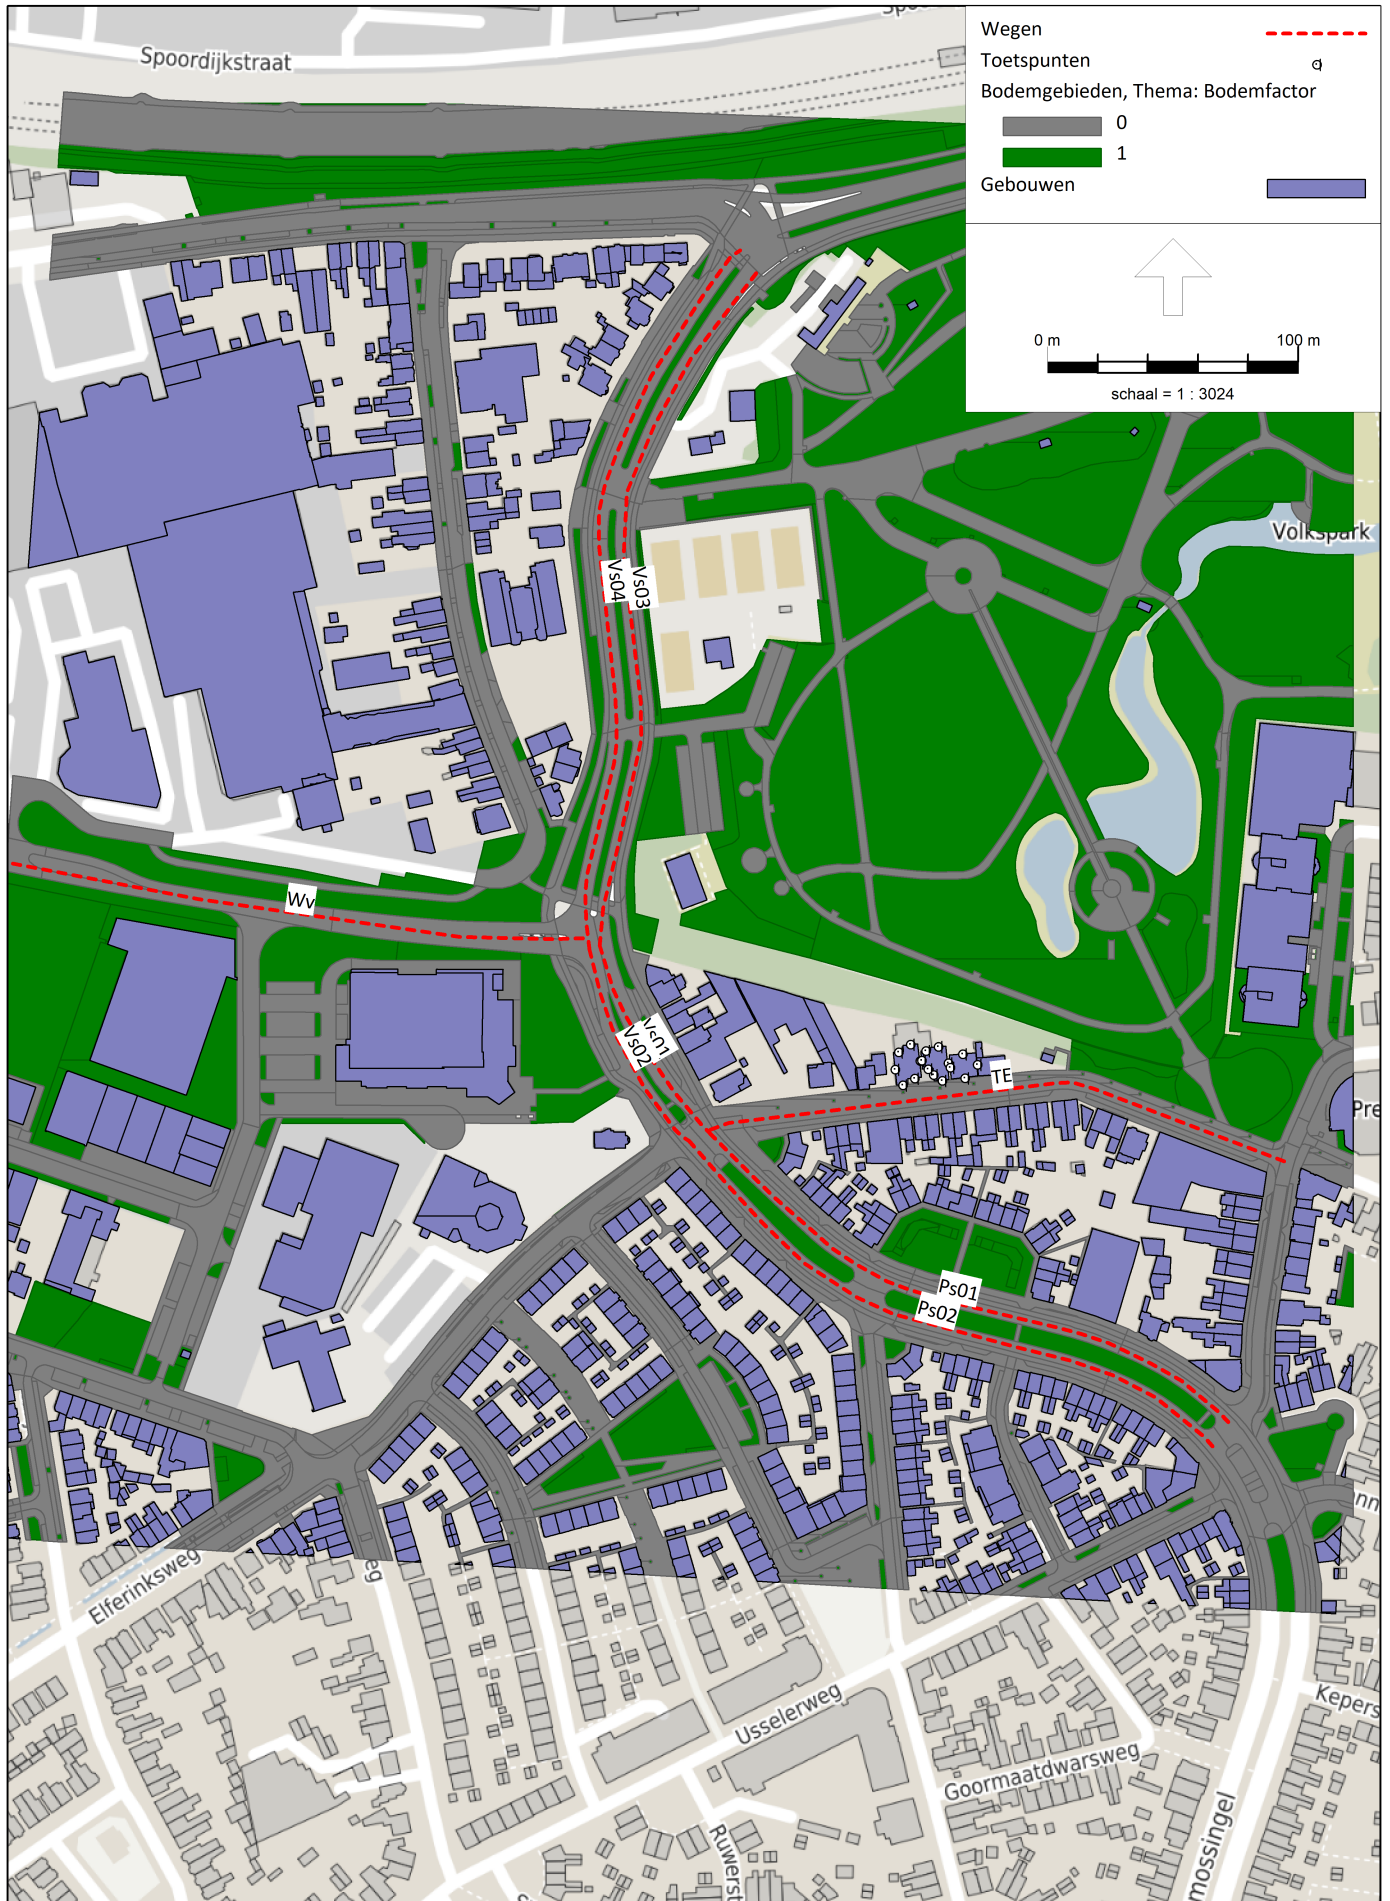 Spoordijkstraat
Wegen
Toetspunten
Bodemgebieden, Thema: Bodemfactor
0
1
Gebouwen
0 m
100 m
schaal = 1 : 3024
Volkspark
Vs04
Vs03
Wv
Vs01
Vs02
TE
Pre
Ps01
Ps02
Elferinksweg
eg
Usselerweg
Kepers
Goormaatdwarsweg
Ruwerst
mossingel